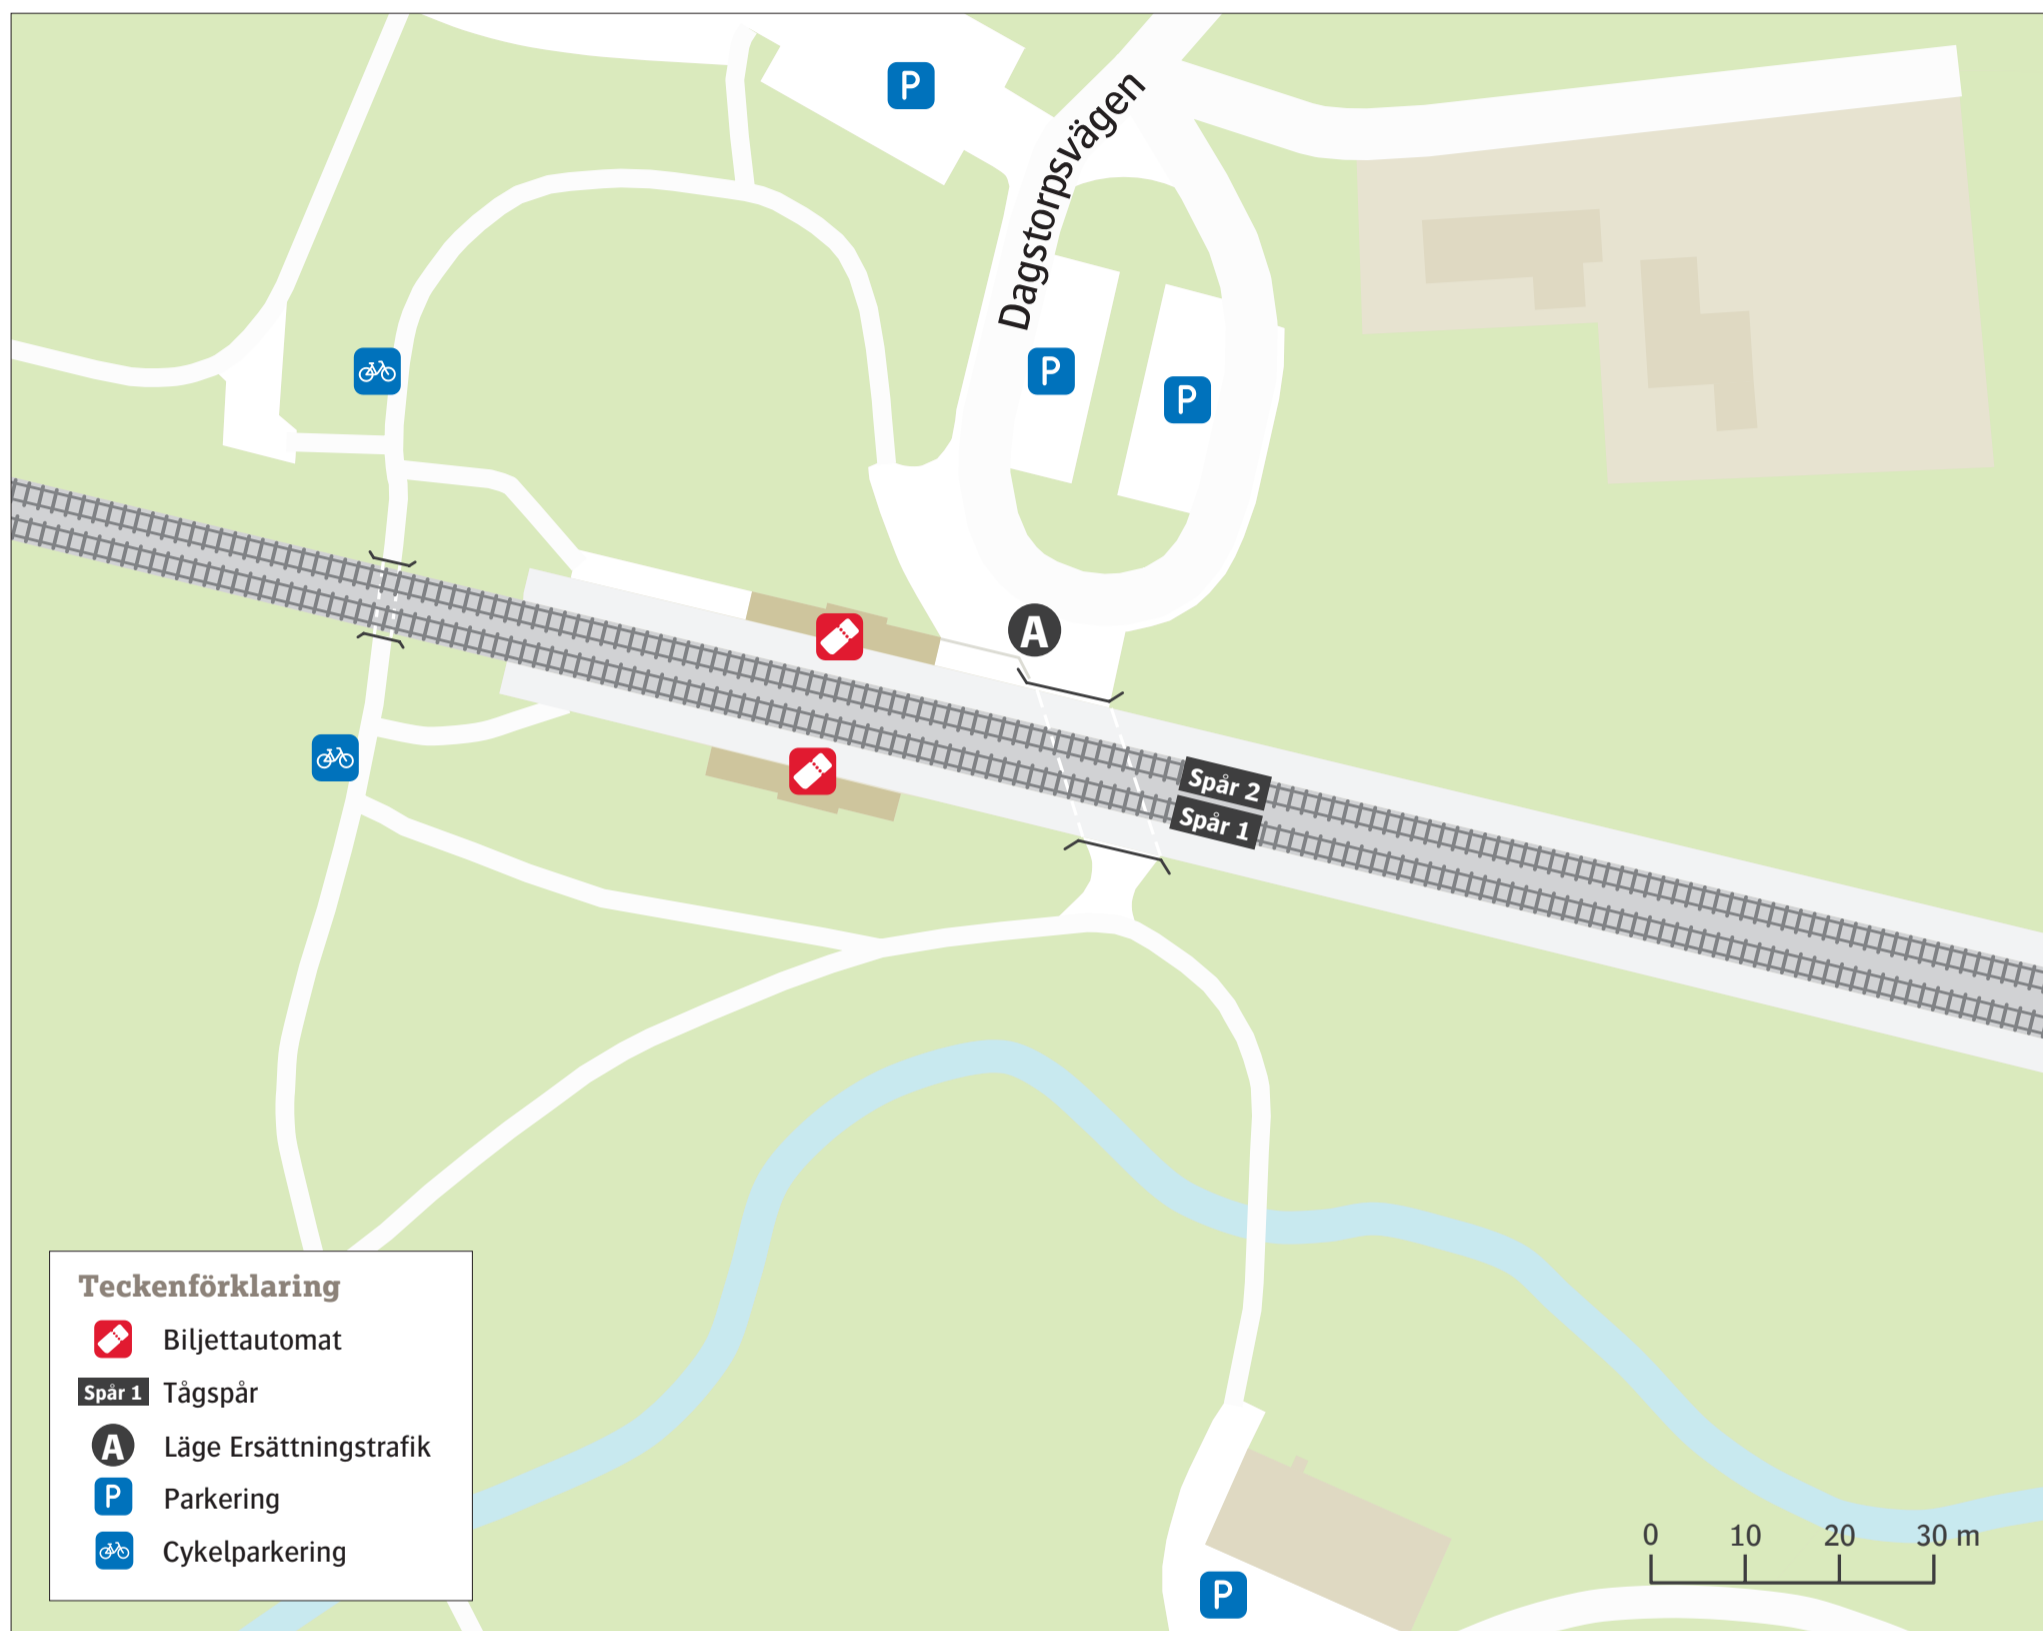 P
Dagstorpsvägen
P
P
A
Spår 2
Spår 1
Teckenförklaring
Biljettautomat
Spår 1 Tågspår
A Läge Ersättningstrafik
P Parkering
Cykelparkering
0 10 20 30 m
P